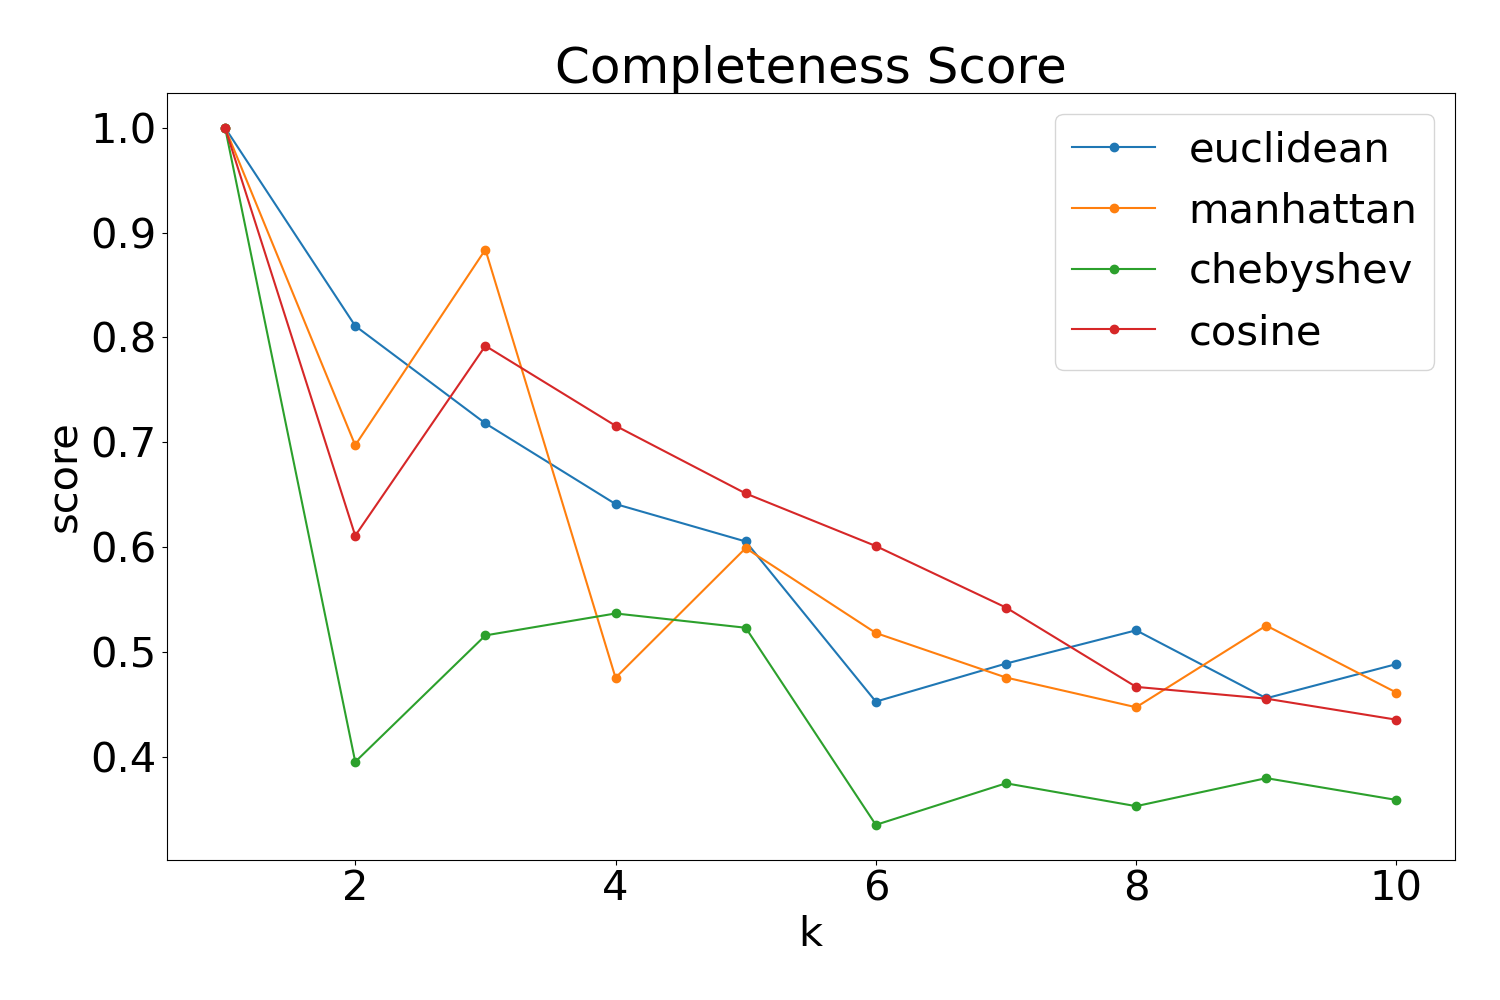 Completeness Score
score
1.0
0.9
0.8
0.7
0.6
0.5
0.4
euclidean
manhattan
chebyshev
cosine
2 4 6 8 10
k